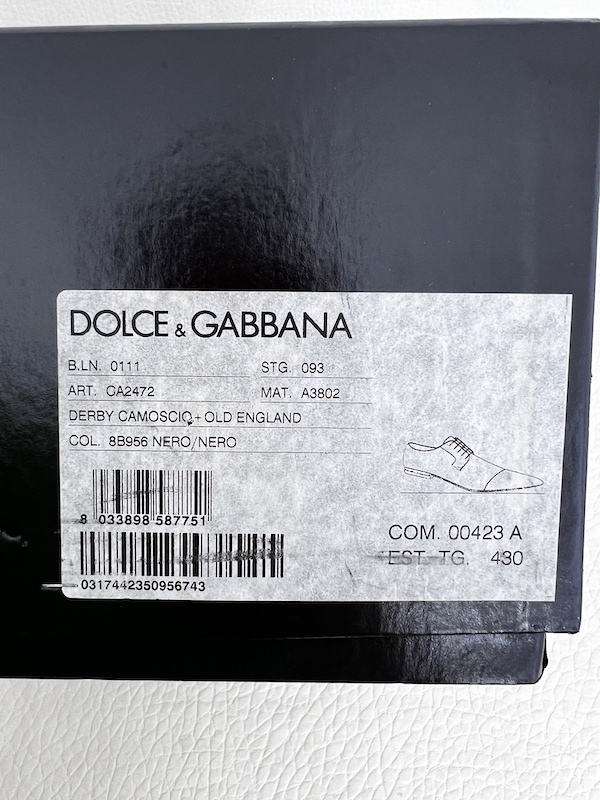 DOLCE & GABBANA
B.LN. 0111 STG. 093
ART. CA2472 MAT. A3802
DERBY CAMOSCIO+OLD ENGLAND
COL. 8B956 NERO/NERO
8 033898 587751
0317442350956743
COM. 00423 A
EST. TG. 430